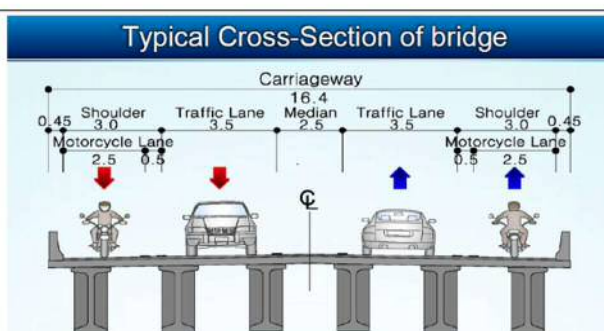 Typical Cross-Section of bridge
Carriageway
16.4
0.45 Shoulder Traffic Lane Median Traffic Lane Shoulder 0.45
3.0 3.5 2.5 3.5 3.0
Motorcycle Lane Motorcycle Lane
2.5 0.5 0.5 2.5
CL